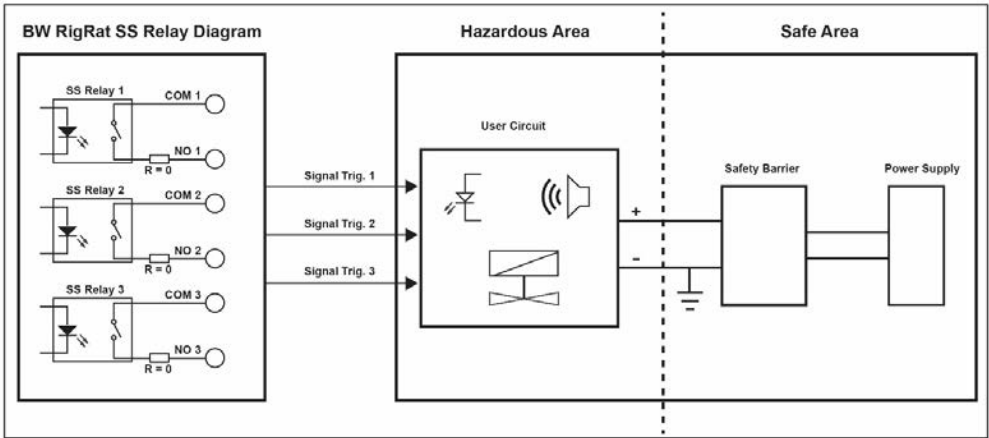 BW RigRat SS Relay Diagram
Hazardous Area
Safe Area
SS Relay 1
COM 1
NO 1
R = 0
SS Relay 2
COM 2
NO 2
R = 0
SS Relay 3
COM 3
NO 3
R = 0
Signal Trig. 1
Signal Trig. 2
Signal Trig. 3
User Circuit
+
-
Safety Barrier
Power Supply